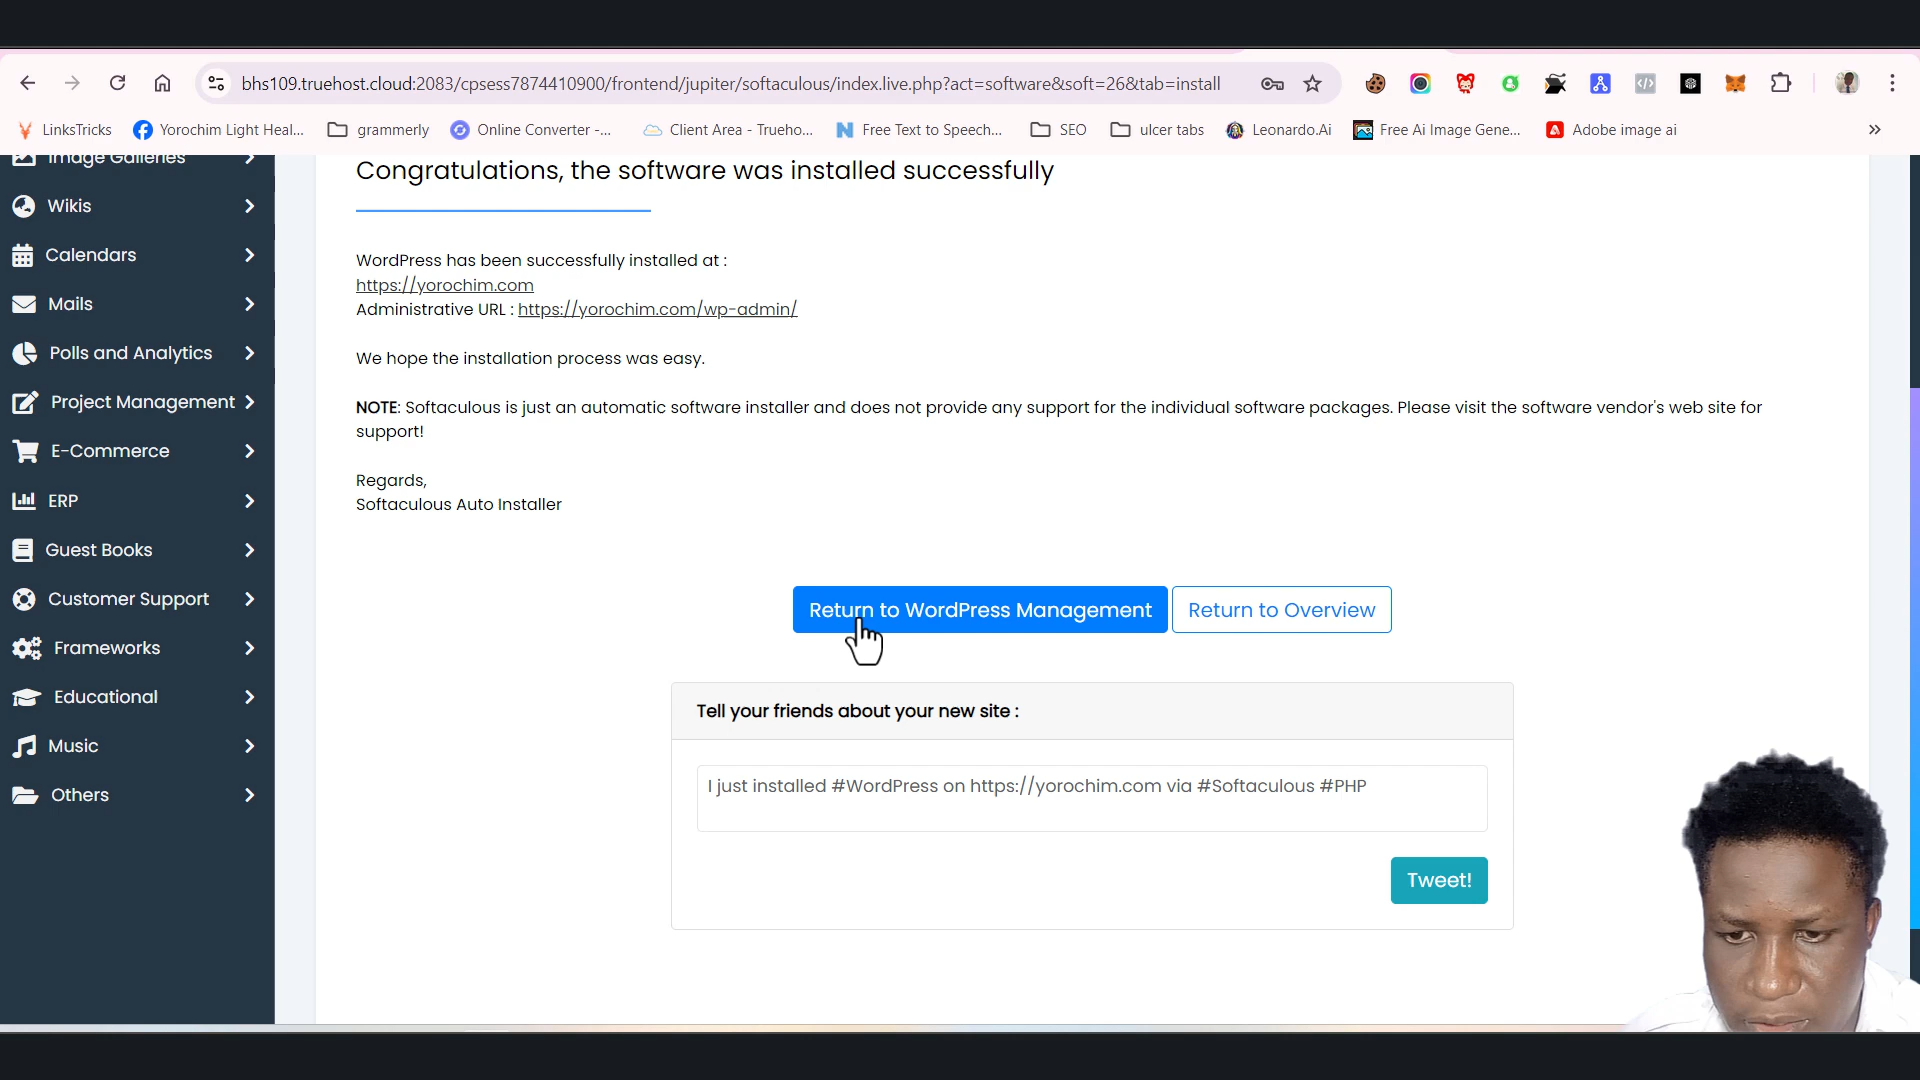 bhs109.truehost.cloud:2083/cpsess7874410900/frontend/jupiter/softaculous/index.live.php?act=software&soft=26&tab=install
LinksTricks
Yorochim Light Heal...
grammerly
Online Converter -...
Client Area - Trueho...
Free Text to Speech...
SEO
ulcer tabs
Leonardo.Ai
Free Ai Image Gene...
Adobe image ai
Image Galleries
Wikis
Calendars
Mails
Polls and Analytics
Project Management
E-Commerce
ERP
Guest Books
Customer Support
Frameworks
Educational
Music
Others
Congratulations, the software was installed successfully
WordPress has been successfully installed at :
https://yorochim.com
Administrative URL : https://yorochim.com/wp-admin/
We hope the installation process was easy.
NOTE: Softaculous is just an automatic software installer and does not provide any support for the individual software packages. Please visit the software vendor's web site for
support!
Regards,
Softaculous Auto Installer
Return to WordPress Management
Return to Overview
Tell your friends about your new site :
I just installed #WordPress on https://yorochim.com via #Softaculous #PHP
Tweet!